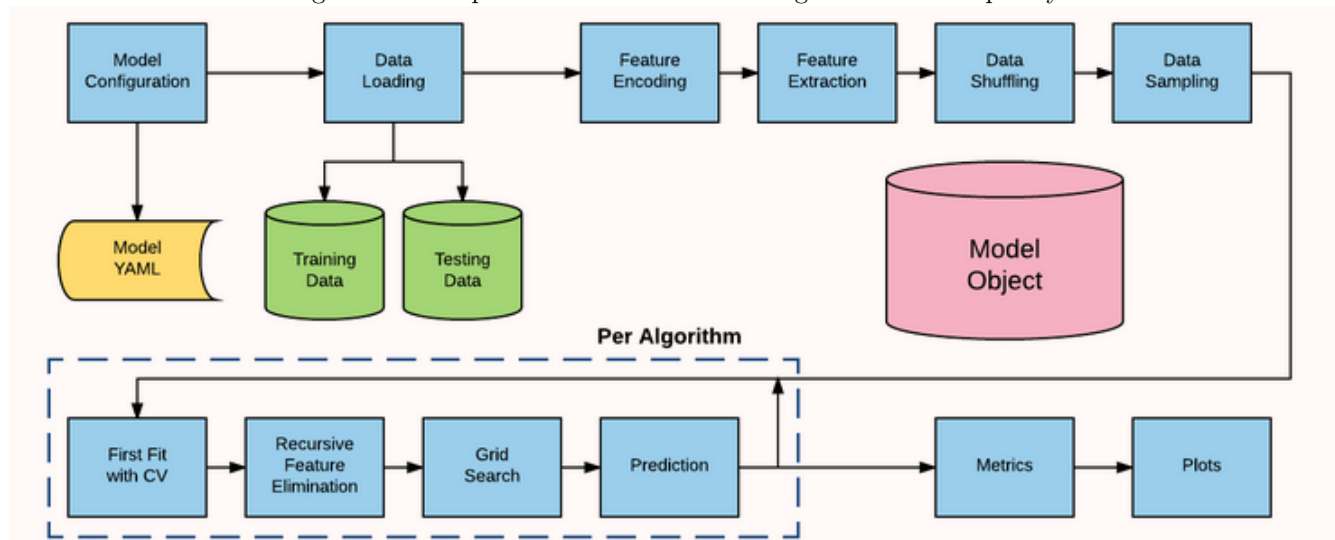 Model
Configuration
Data
Loading
Feature
Encoding
Feature
Extraction
Data
Shuffling
Data
Sampling
Model
YAML
Training
Data
Testing
Data
Model
Object
Per Algorithm
First Fit
with CV
Recursive
Feature
Elimination
Grid
Search
Prediction
Metrics
Plots